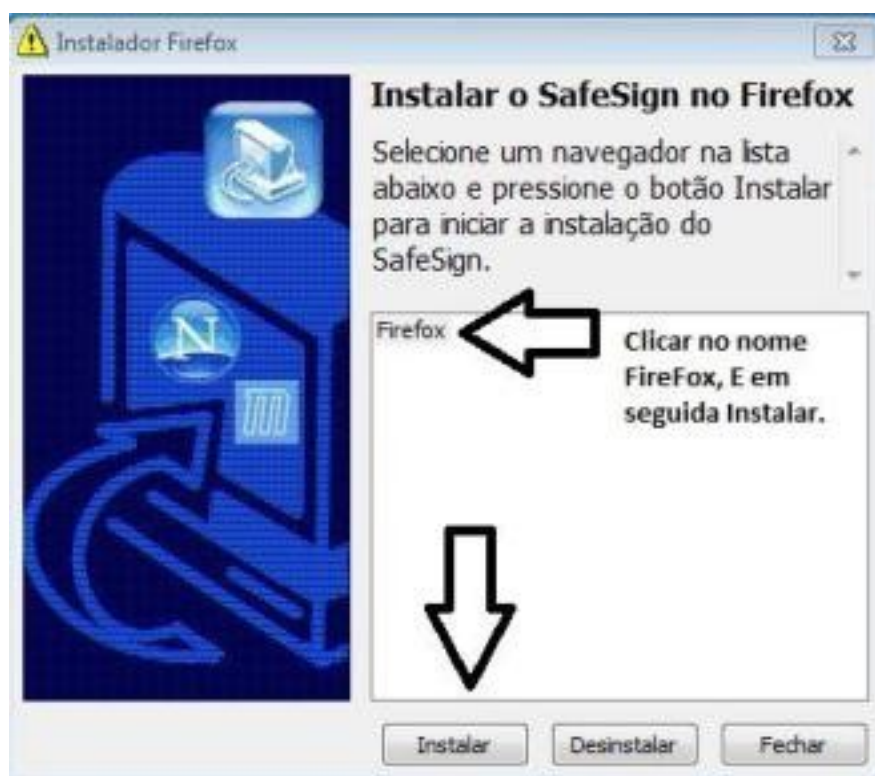 Instalador Firefox
Instalar o SafeSign no Firefox
Selecione um navegador na lista
abaixo e pressione o botão Instalar
para iniciar a instalação do
SafeSign.
Firefox
Clicar no nome
FireFox, E em
seguida Instalar.
N
m
Instalar Desinstalar Fechar